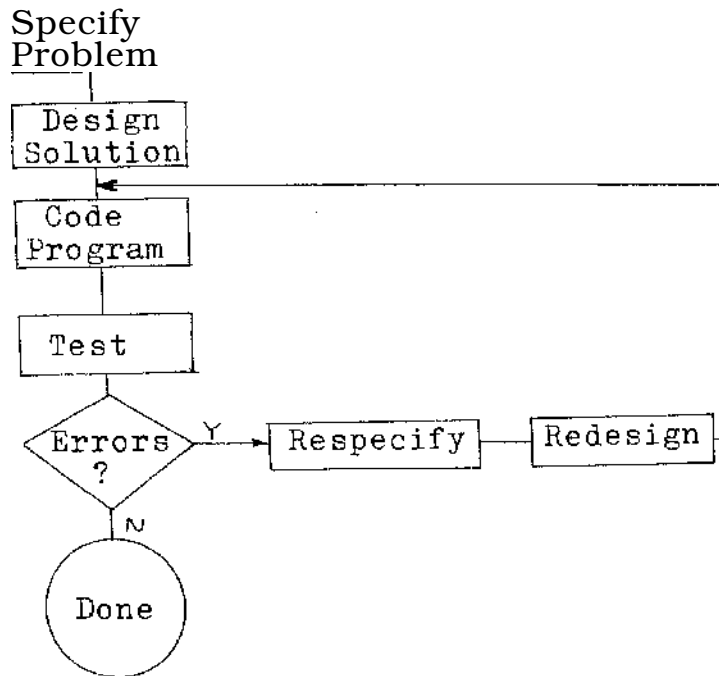 Specify
Problem
Design
Solution
Code
Program
Test
Errors
?
Y
Respecify
Redesign
N
Done